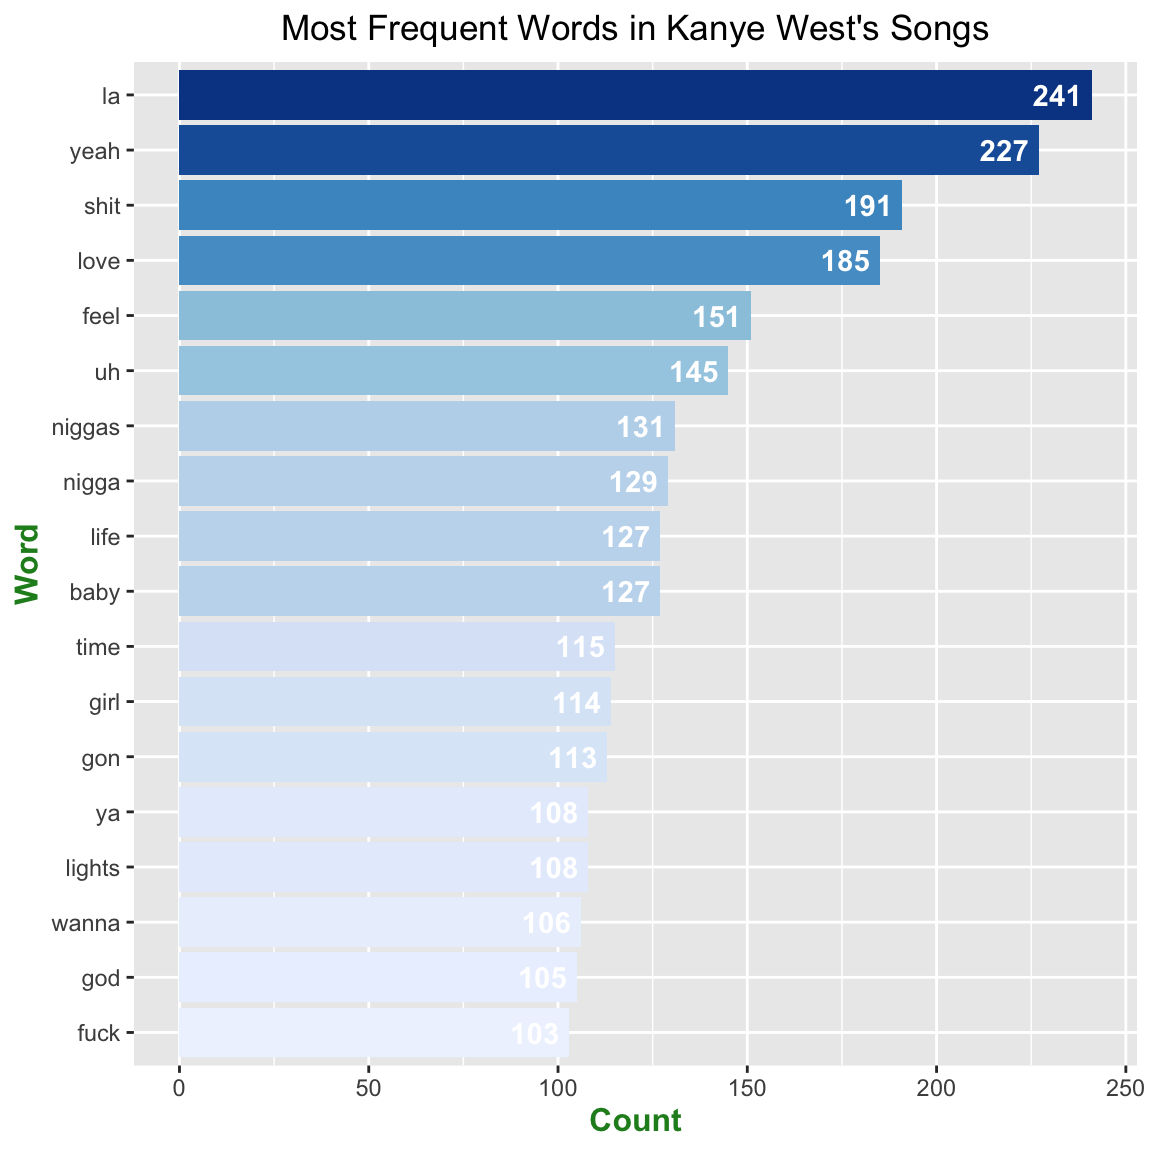 Most Frequent Words in Kanye West's Songs
la 241
yeah 227
shit 191
love 185
feel 151
uh 145
niggas 131
nigga 129
life 127
baby 127
time 115
girl 114
gon 113
ya 108
lights 108
wanna 106
god 105
fuck 103
Word
0 50 100 150 200 250
Count